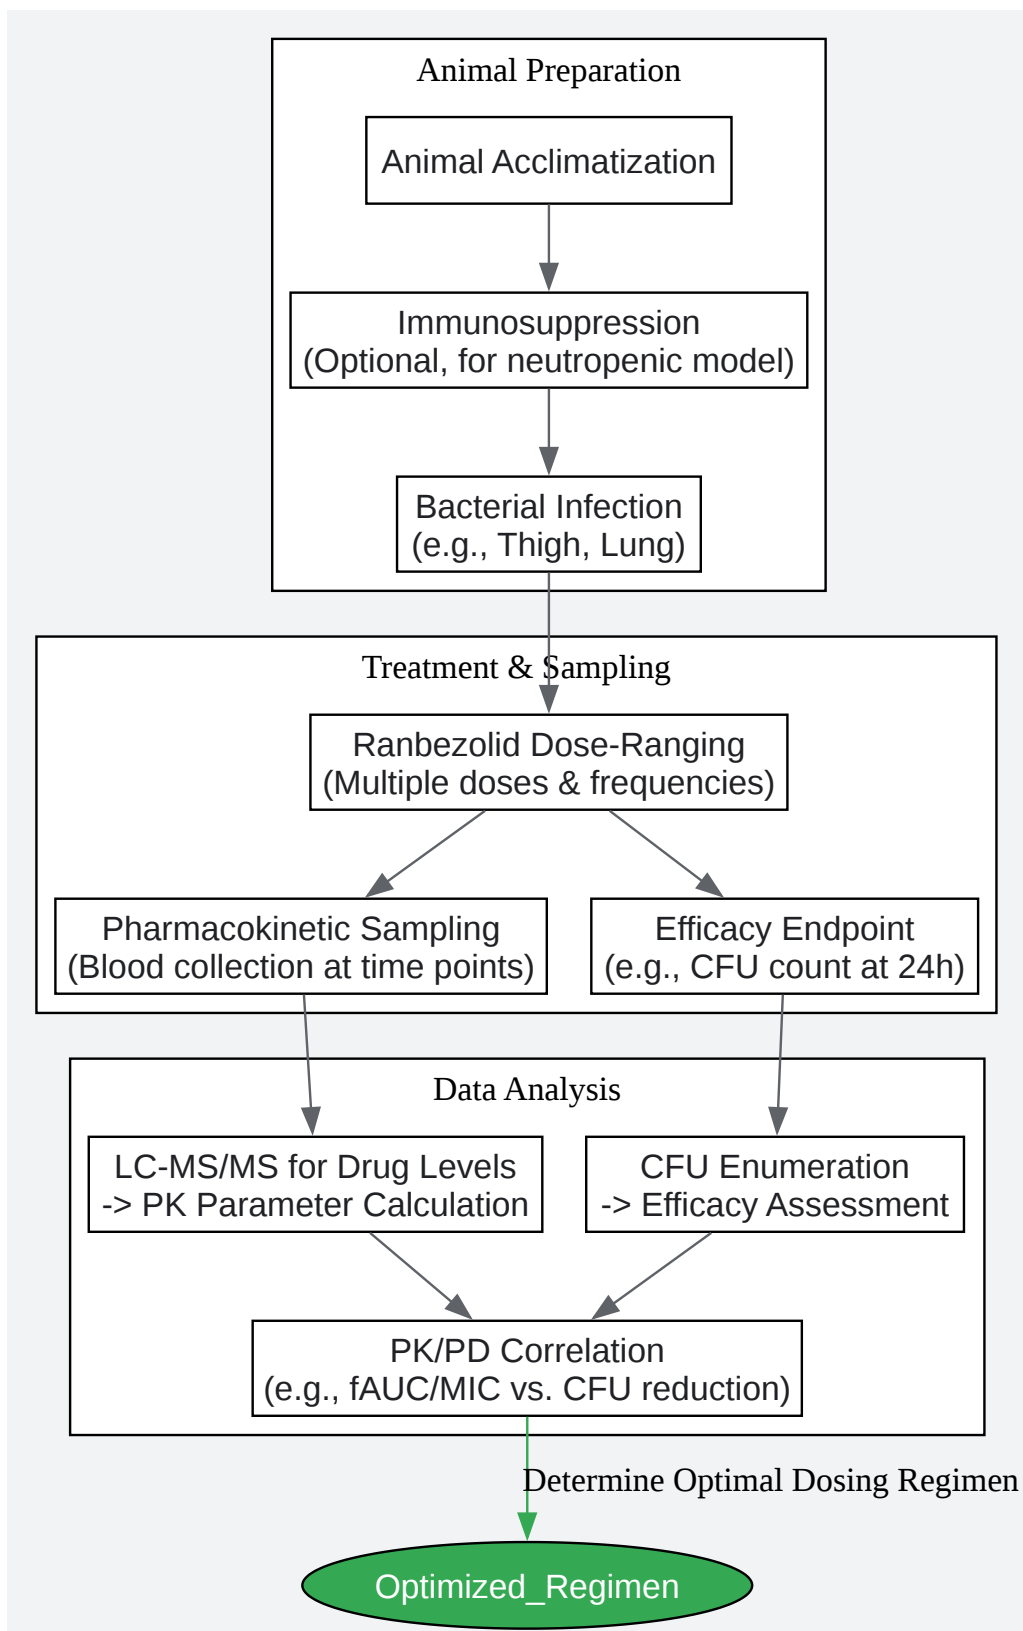 Animal Preparation
Animal Acclimatization
Immunosuppression
(Optional, for neutropenic model)
Bacterial Infection
(e.g., Thigh, Lung)
Treatment & Sampling
Ranbezolid Dose-Ranging
(Multiple doses & frequencies)
Pharmacokinetic Sampling
(Blood collection at time points)
Efficacy Endpoint
(e.g., CFU count at 24h)
Data Analysis
LC-MS/MS for Drug Levels
-> PK Parameter Calculation
CFU Enumeration
-> Efficacy Assessment
PK/PD Correlation
(e.g., fAUC/MIC vs. CFU reduction)
Determine Optimal Dosing Regimen
Optimized_Regimen